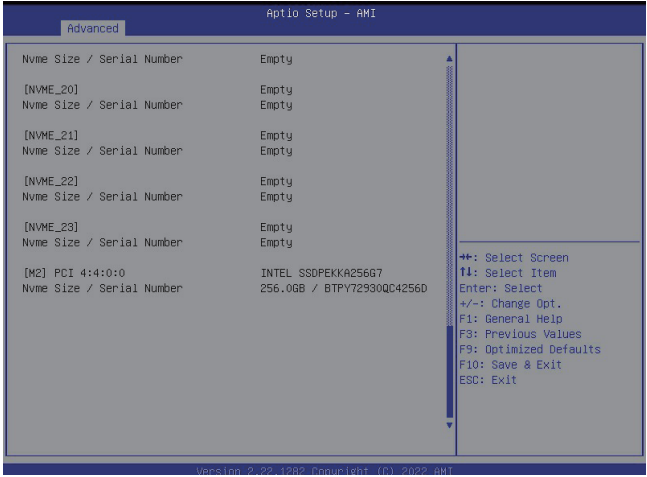 Aptio Setup – AMI
Advanced
Nvme Size / Serial Number Empty
[NVME_20] Empty
Nvme Size / Serial Number Empty
[NVME_21] Empty
Nvme Size / Serial Number Empty
[NVME_22] Empty
Nvme Size / Serial Number Empty
[NVME_23] Empty
Nvme Size / Serial Number Empty
[M2] PCI 4:4:0:0 INTEL SSDPEKKA256G7
Nvme Size / Serial Number 256.0GB / BTPY72930QC4256D
→←: Select Screen
↑↓: Select Item
Enter: Select
+/-: Change Opt.
F1: General Help
F3: Previous Values
F9: Optimized Defaults
F10: Save & Exit
ESC: Exit
Version 2.22.1282 Copyright (C) 2022 AMI